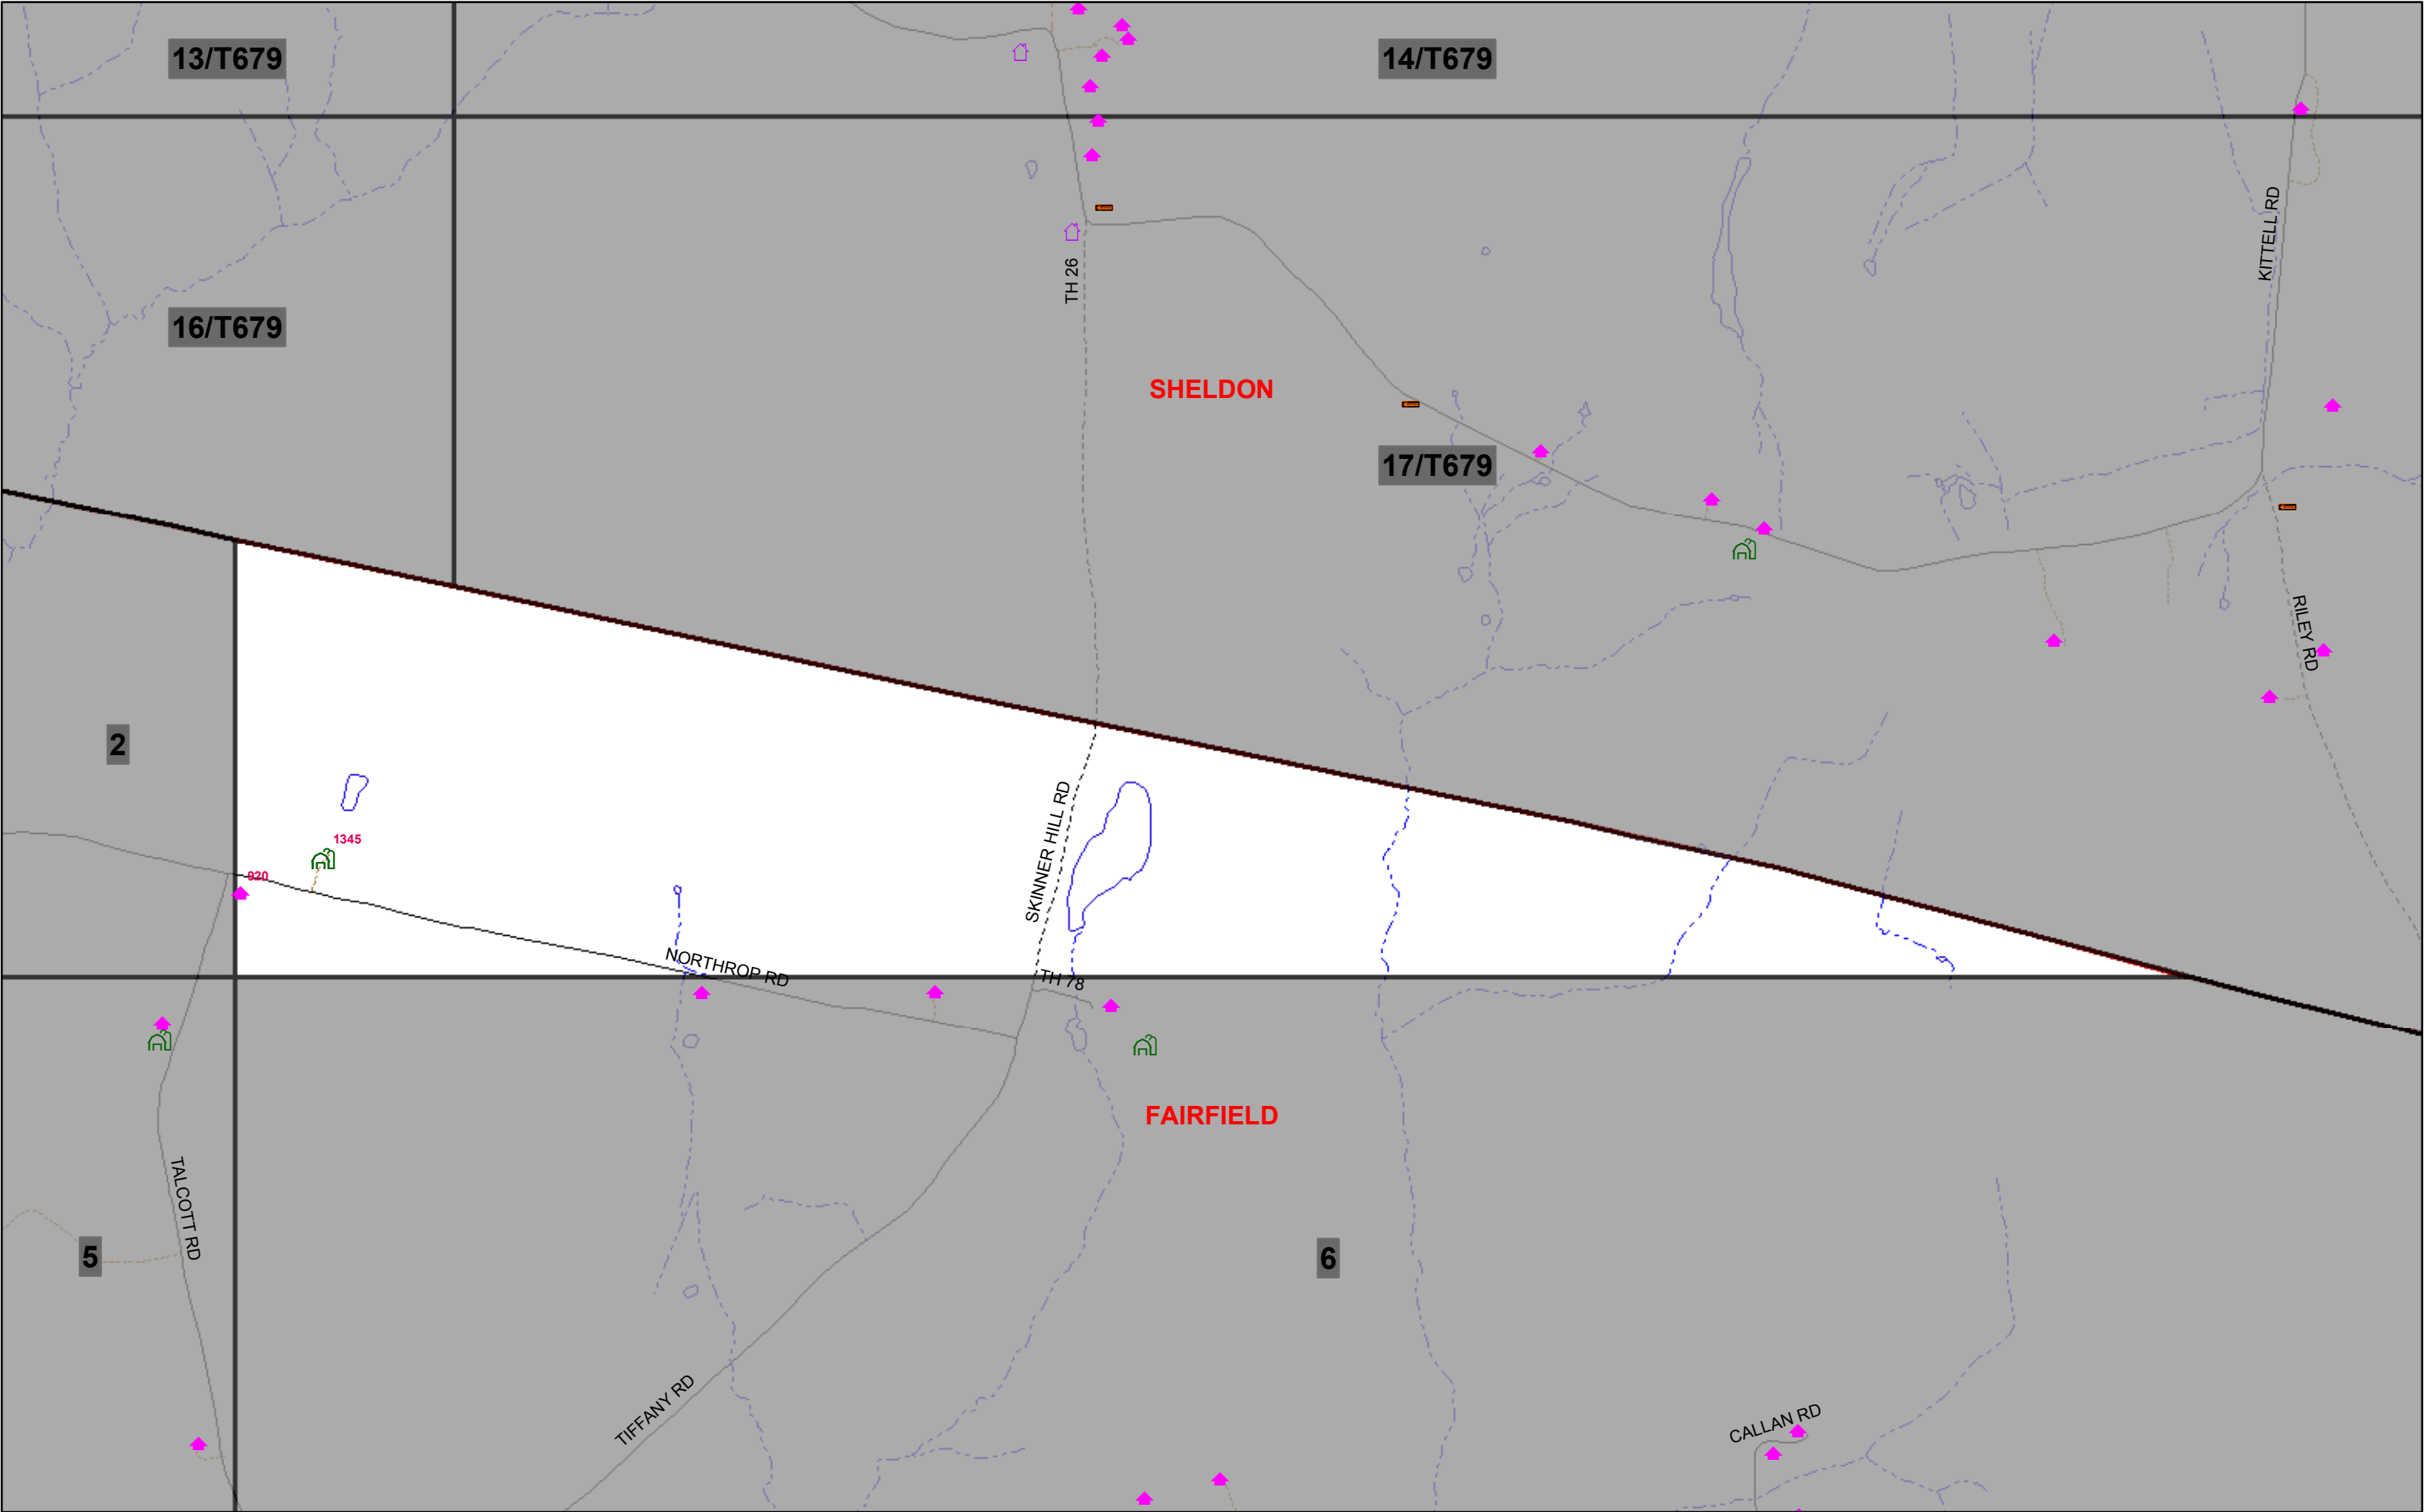 13/T679
14/T679
KITTELL RD
TH 26
16/T679
SHELDON
17/T679
RILEY RD
2
SKINNER HILL RD
1345
920
NORTHROP RD
TH 78
FAIRFIELD
TALCOTT RD
5
6
TIFFANY RD
CALLAN RD